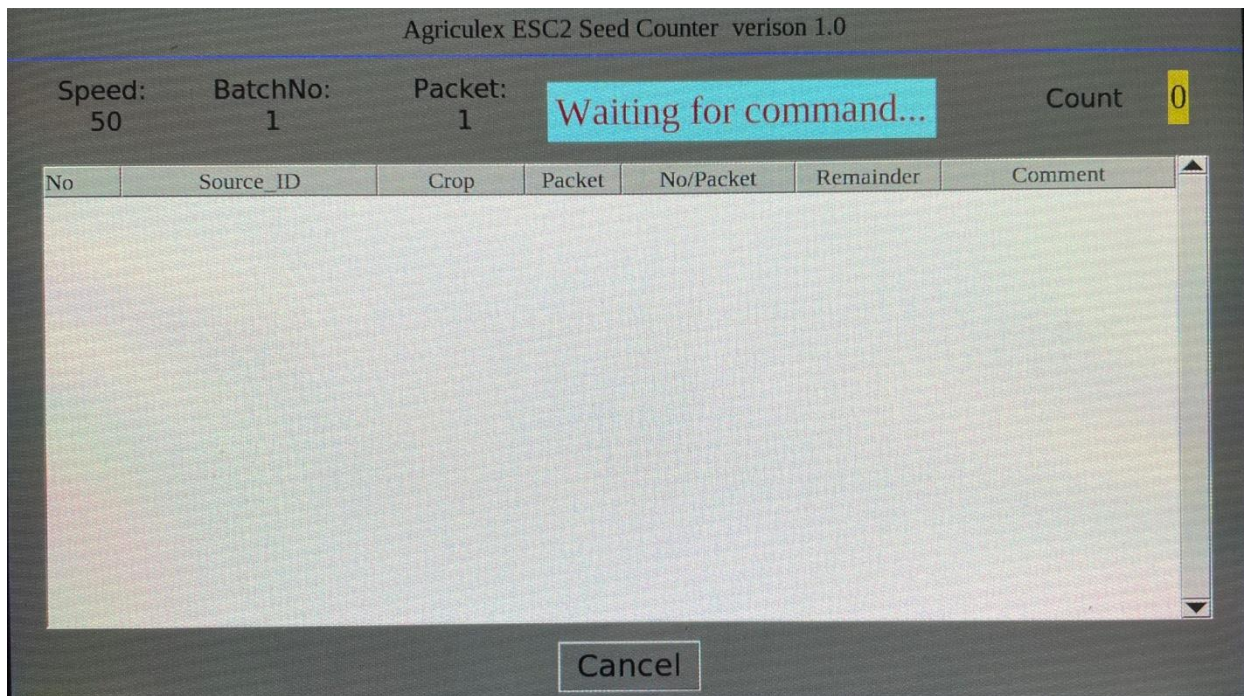 Agriculex ESC2 Seed Counter verison 1.0
Speed: BatchNo: Packet: Waiting for command... Count 0
50 1 1
No Source_ID Crop Packet No/Packet Remainder Comment
Cancel